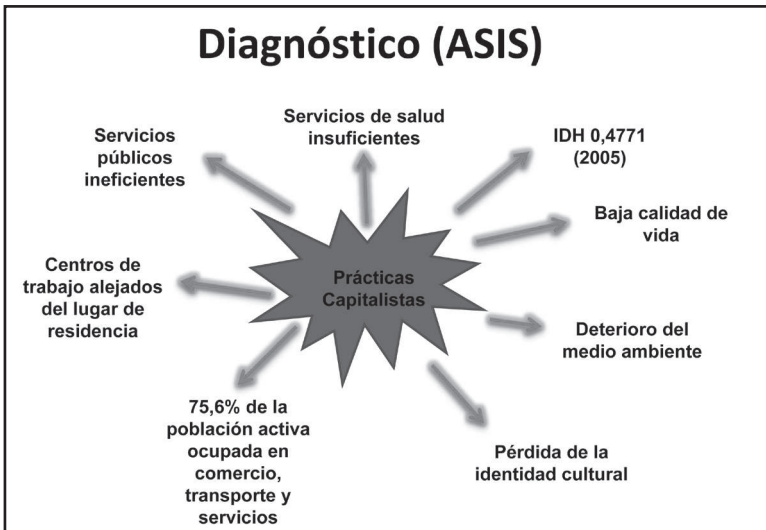 Diagnóstico (ASIS)
Servicios
públicos
ineficientes
Servicios de salud
insuficientes
IDH 0,4771
(2005)
Baja calidad de
vida
Centros de
trabajo alejados
del lugar de
residencia
Prácticas
Capitalistas
Deterioro del
medio ambiente
75,6% de la
población activa
ocupada en
comercio,
transporte y
servicios
Pérdida de la
identidad cultural